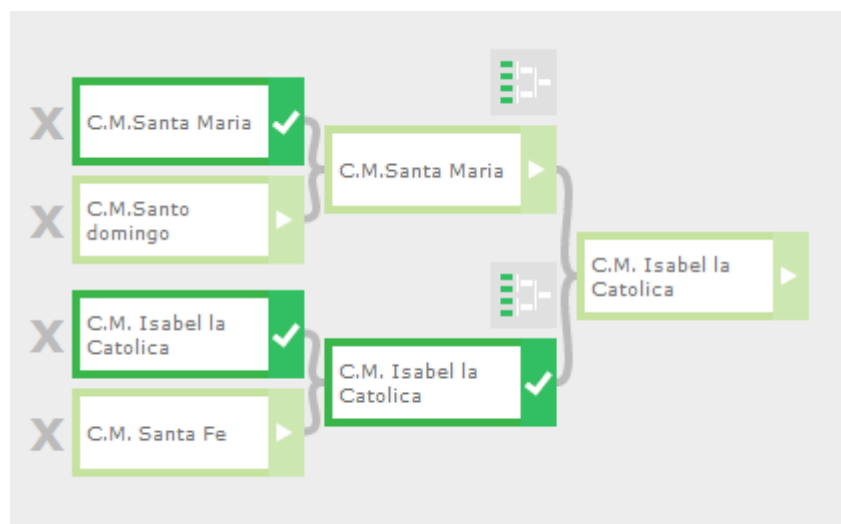 C.M.Santa Maria
C.M.Santa Maria
C.M.Santo
domingo
C.M. Isabel la
Catolica
C.M. Isabel la
Catolica
C.M. Isabel la
Catolica
C.M. Santa Fe